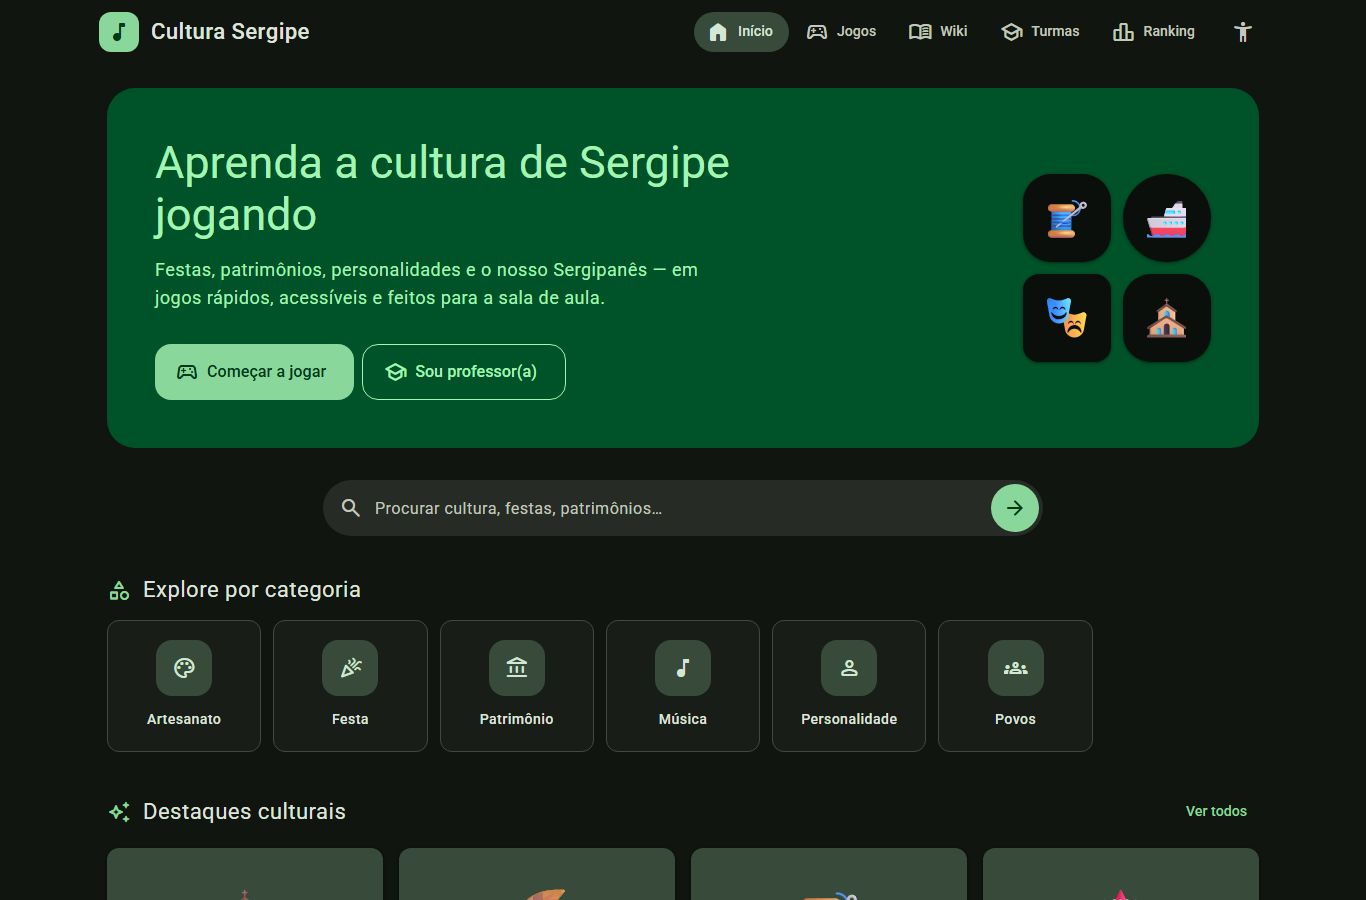 Cultura Sergipe
Início
Jogos
Wiki
Turmas
Ranking
Aprenda a cultura de Sergipe
jogando
Festas, patrimônios, personalidades e o nosso Sergipanês — em
jogos rápidos, acessíveis e feitos para a sala de aula.
Começar a jogar
Sou professor(a)
Procurar cultura, festas, patrimônios…
Explore por categoria
Artesanato
Festa
Patrimônio
Música
Personalidade
Povos
Destaques culturais
Ver todos